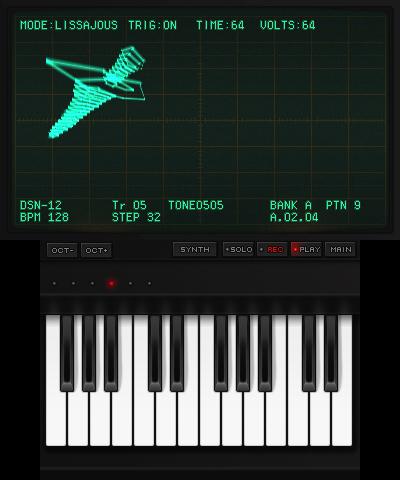 MODE:LISSAJOUS TRIG:ON TIME:64 VOLTS:64
DSN-12 Tr 05 TONE0505 BANK A PTN 9
BPM 128 STEP 32 A.02.04
OCT- OCT+ SYNTH SOLO REC PLAY MAIN